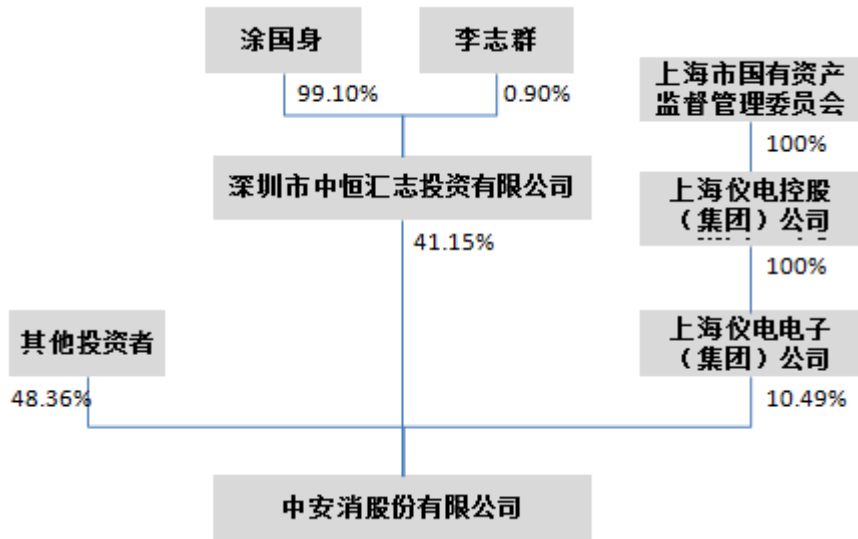 涂国身
李志群
上海市国有资产
监督管理委员会
99.10%
0.90%
100%
深圳市中恒汇志投资有限公司
上海仪电控股
（集团）公司
41.15%
100%
其他投资者
上海仪电电子
（集团）公司
48.36%
10.49%
中安消股份有限公司